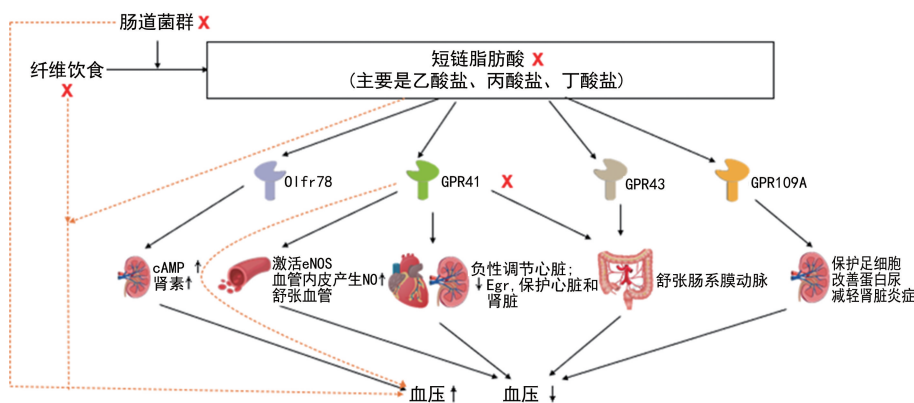 肠道菌群 X
纤维饮食
X
短链脂肪酸 X
(主要是乙酸盐、丙酸盐、丁酸盐)
Olfr78
GPR41
X
GPR43
GPR109A
cAMP ↑
肾素↑
激活eNOS
血管内皮产生NO↑
舒张血管
负性调节心脏;
↓Egr,保护心脏和
肾脏
舒张肠系膜动脉
保护足细胞
改善蛋白尿
减轻肾脏炎症
血压↑
血压↓